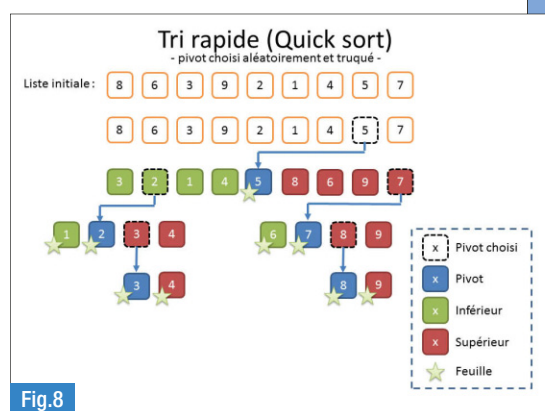 Tri rapide (Quick sort)
- pivot choisi aléatoirement et truqué -
Liste initiale : 8 6 3 9 2 1 4 5 7
8 6 3 9 2 1 4 5 7
3 2 1 4 5 8 6 9 7
1 2 3 4 6 7 8 9
3 4 8 9
x Pivot choisi
x Pivot
x Inférieur
x Supérieur
Feuille
Fig.8